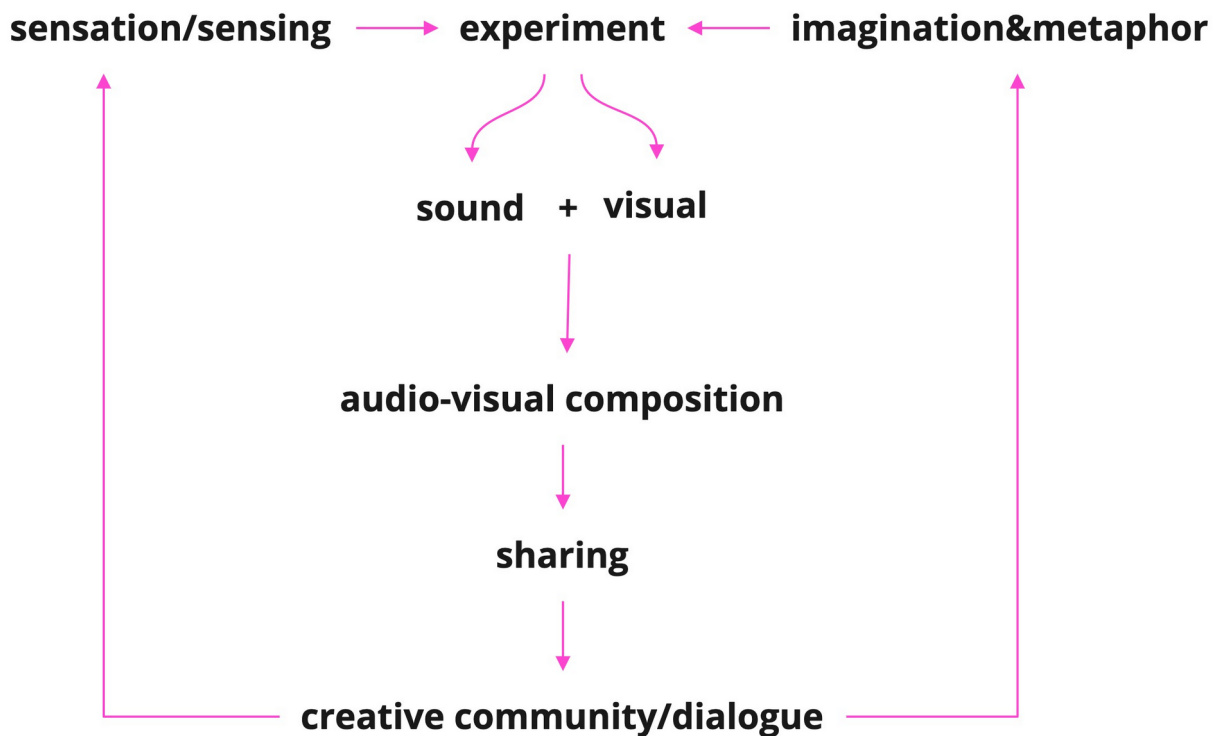 sensation/sensing experiment imagination&metaphor
sound + visual
audio-visual composition
sharing
creative community/dialogue